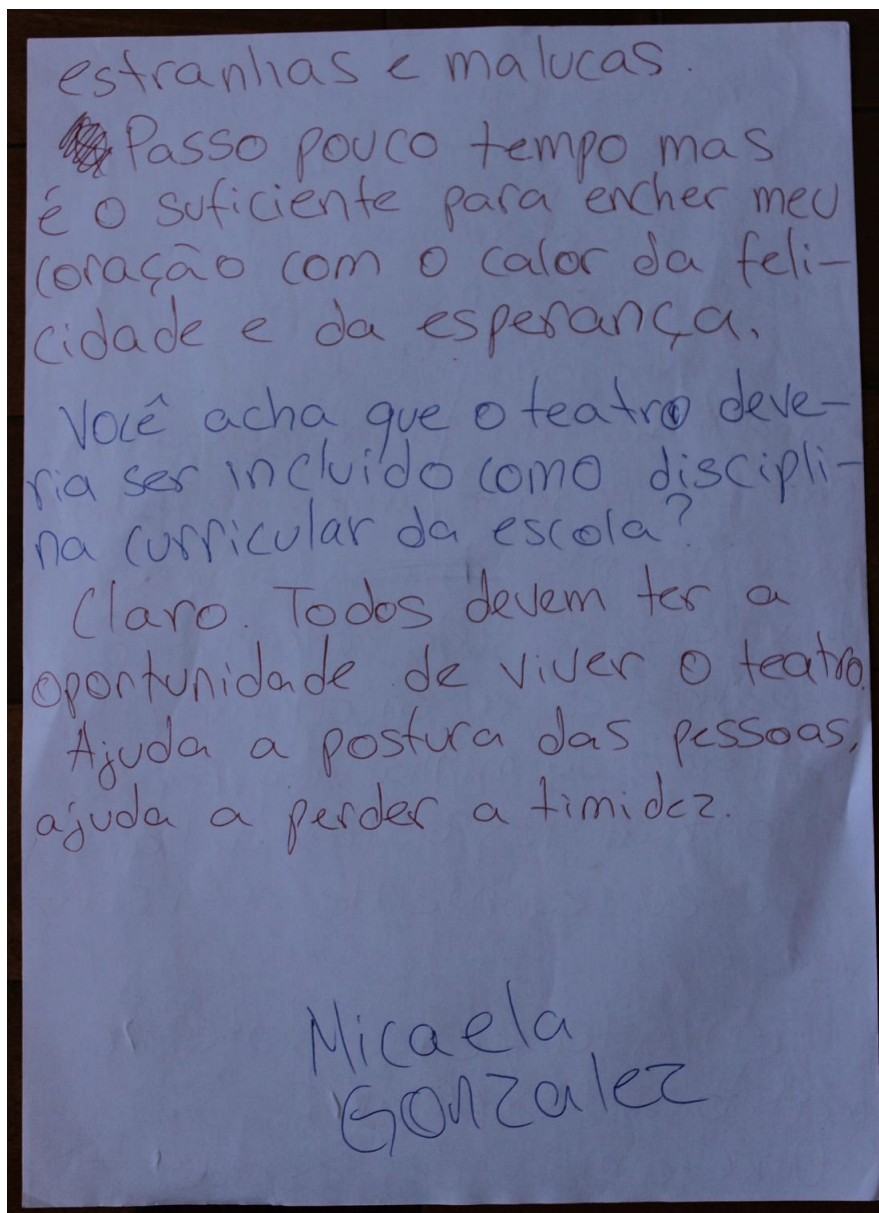 estranhas e malucas.
Passo pouco tempo mas
é o suficiente para encher meu
coração com o calor da feli-
cidade e da esperança.
Você acha que o teatro deve-
ria ser incluído como discipli-
na curricular da escola?
Claro. Todos devem ter a
oportunidade de viver o teatro.
Ajuda a postura das pessoas,
ajuda a perder a timidez.
Micaela
Gonzalez